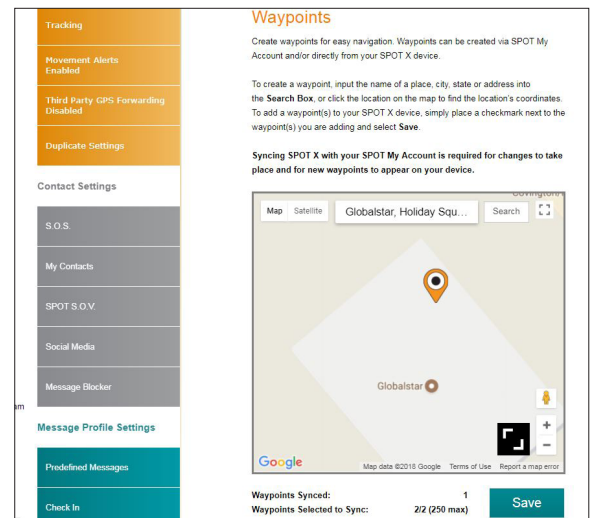 Tracking
Movement Alerts
Enabled
Third Party GPS Forwarding
Disabled
Duplicate Settings
Contact Settings
S.O.S.
My Contacts
SPOT S.O.V.
Social Media
Message Blocker
am
Message Profile Settings
Predefined Messages
Check In
Waypoints
Create waypoints for easy navigation. Waypoints can be created via SPOT My
Account and/or directly from your SPOT X device.
To create a waypoint, input the name of a place, city, state or address into
the Search Box, or click the location on the map to find the location's coordinates.
To add a waypoint(s) to your SPOT X device, simply place a checkmark next to the
waypoint(s) you are adding and select Save.
Syncing SPOT X with your SPOT My Account is required for changes to take
place and for new waypoints to appear on your device.
Map Satellite Globalstar, Holiday Squ... Search
Globalstar
Google Map data ©2018 Google Terms of Use Report a map error
Waypoints Synced: 1
Waypoints Selected to Sync: 2/2 (250 max)
Save